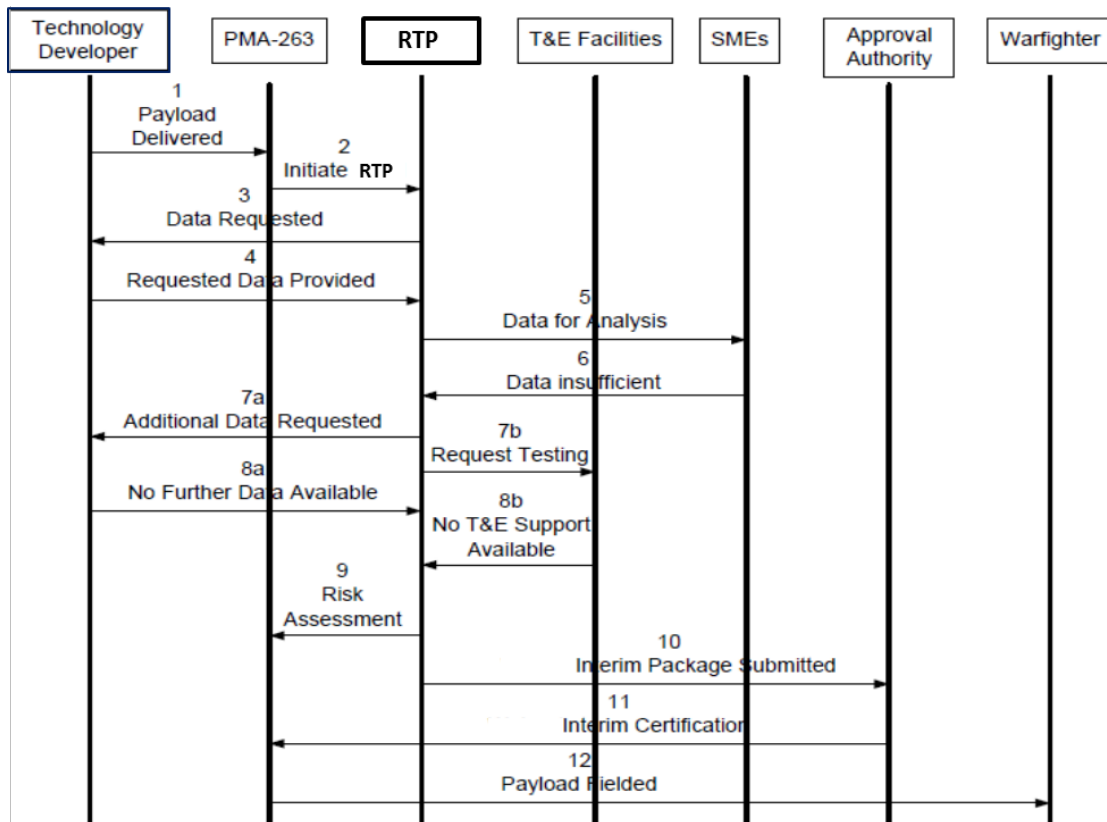 Technology
Developer
PMA-263
RTP
T&E Facilities
SMEs
Approval
Authority
Warfighter
1
Payload
Delivered
2
Initiate RTP
3
Data Requested
4
Requested Data Provided
5
Data for Analysis
6
Data insufficient
7a
Additional Data Requested
7b
Request Testing
8a
No Further Data Available
8b
No T&E Support
Available
9
Risk
Assessment
10
Interim Package Submitted
11
Interim Certification
12
Payload Fielded